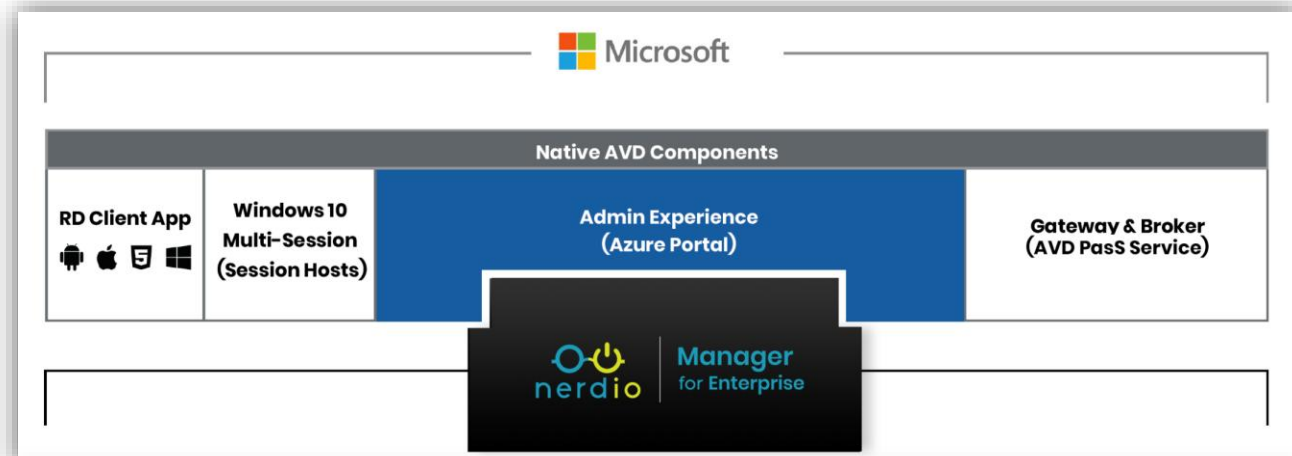 Microsoft
Native AVD Components
RD Client App
Windows 10
Multi-Session
(Session Hosts)
Admin Experience
(Azure Portal)
Gateway & Broker
(AVD PasS Service)
nerdio
Manager
for Enterprise